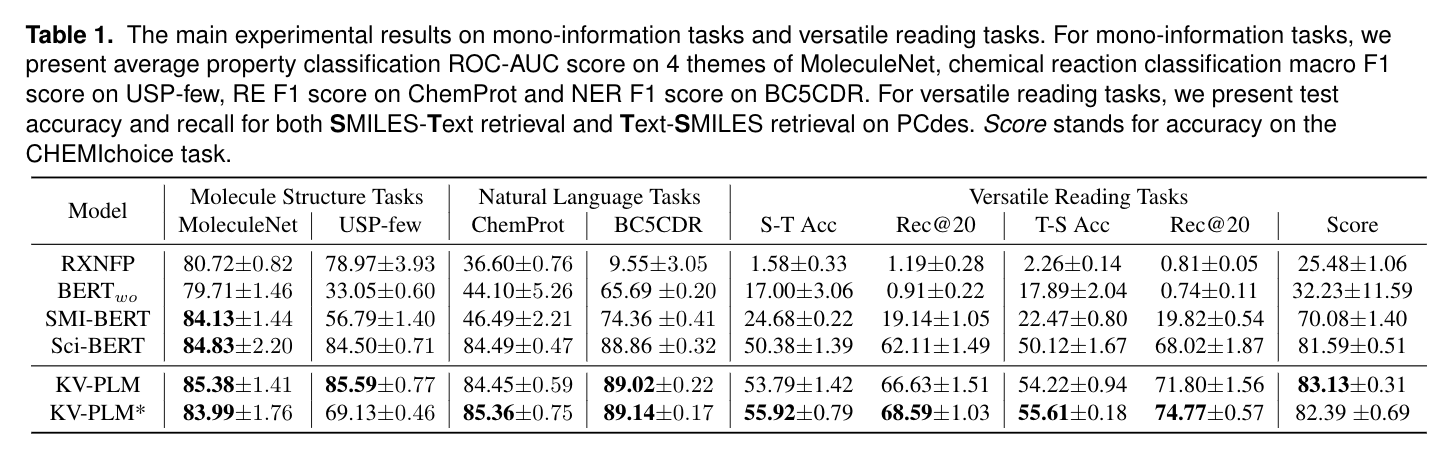 Table 1. The main experimental results on mono-information tasks and versatile reading tasks. For mono-information tasks, we
present average property classification ROC-AUC score on 4 themes of MoleculeNet, chemical reaction classification macro F1
score on USP-few, RE F1 score on ChemProt and NER F1 score on BC5CDR. For versatile reading tasks, we present test
accuracy and recall for both SMILES-Text retrieval and Text-SMILES retrieval on PCdes. Score stands for accuracy on the
CHEMIchoice task.
Model Molecule Structure Tasks Natural Language Tasks Versatile Reading Tasks
MoleculeNet USP-few ChemProt BC5CDR S-T Acc Rec@20 T-S Acc Rec@20 Score
RXNFP 80.72±0.82 78.97±3.93 36.60±0.76 9.55±3.05 1.58±0.33 1.19±0.28 2.26±0.14 0.81±0.05 25.48±1.06
BERTwo 79.71±1.46 33.05±0.60 44.10±5.26 65.69 ±0.20 17.00±3.06 0.91±0.22 17.89±2.04 0.74±0.11 32.23±11.59
SMI-BERT 84.13±1.44 56.79±1.40 46.49±2.21 74.36 ±0.41 24.68±0.22 19.14±1.05 22.47±0.80 19.82±0.54 70.08±1.40
Sci-BERT 84.83±2.20 84.50±0.71 84.49±0.47 88.86 ±0.32 50.38±1.39 62.11±1.49 50.12±1.67 68.02±1.87 81.59±0.51
KV-PLM 85.38±1.41 85.59±0.77 84.45±0.59 89.02±0.22 53.79±1.42 66.63±1.51 54.22±0.94 71.80±1.56 83.13±0.31
KV-PLM* 83.99±1.76 69.13±0.46 85.36±0.75 89.14±0.17 55.92±0.79 68.59±1.03 55.61±0.18 74.77±0.57 82.39 ±0.69